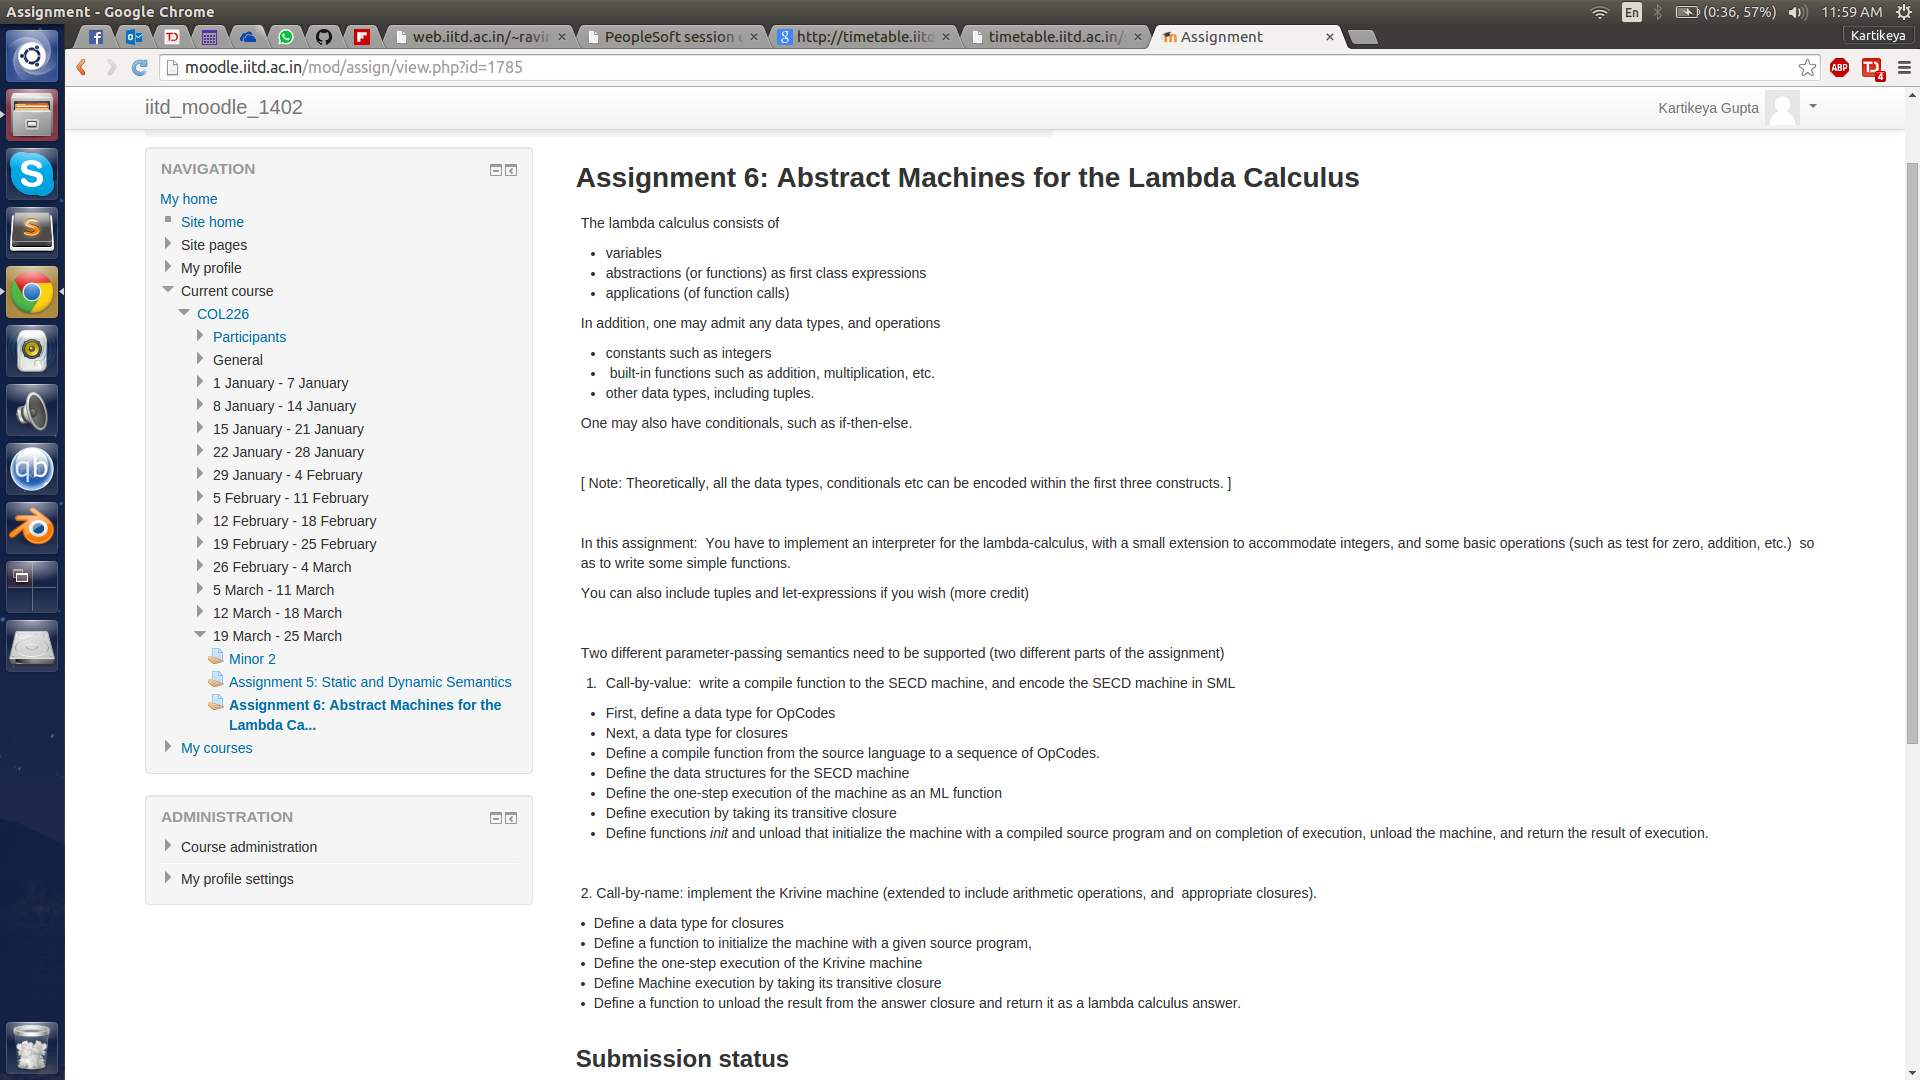 Assignment - Google Chrome
En
(0:36, 57%)
11:59 AM
web.iitd.ac.in/~ravin
PeopleSoft session e
http://timetable.iitd
timetable.iitd.ac.in/
Assignment
Kartikeya
moodle.iitd.ac.in/mod/assign/view.php?id=1785
ABP
4
iitd_moodle_1402
Kartikeya Gupta
NAVIGATION
My home
Site home
Site pages
My profile
Current course
COL226
Participants
General
1 January - 7 January
8 January - 14 January
15 January - 21 January
22 January - 28 January
29 January - 4 February
5 February - 11 February
12 February - 18 February
19 February - 25 February
26 February - 4 March
5 March - 11 March
12 March - 18 March
19 March - 25 March
Minor 2
Assignment 5: Static and Dynamic Semantics
Assignment 6: Abstract Machines for the
Lambda Ca...
My courses
ADMINISTRATION
Course administration
My profile settings
Assignment 6: Abstract Machines for the Lambda Calculus
The lambda calculus consists of
• variables
• abstractions (or functions) as first class expressions
• applications (of function calls)
In addition, one may admit any data types, and operations
• constants such as integers
• built-in functions such as addition, multiplication, etc.
• other data types, including tuples.
One may also have conditionals, such as if-then-else.
[ Note: Theoretically, all the data types, conditionals etc can be encoded within the first three constructs. ]
In this assignment:  You have to implement an interpreter for the lambda-calculus, with a small extension to accommodate integers, and some basic operations (such as test for zero, addition, etc.)  so
as to write some simple functions.
You can also include tuples and let-expressions if you wish (more credit)
Two different parameter-passing semantics need to be supported (two different parts of the assignment)
1. Call-by-value:  write a compile function to the SECD machine, and encode the SECD machine in SML
• First, define a data type for OpCodes
• Next, a data type for closures
• Define a compile function from the source language to a sequence of OpCodes.
• Define the data structures for the SECD machine
• Define the one-step execution of the machine as an ML function
• Define execution by taking its transitive closure
• Define functions init and unload that initialize the machine with a compiled source program and on completion of execution, unload the machine, and return the result of execution.
2. Call-by-name: implement the Krivine machine (extended to include arithmetic operations, and  appropriate closures).
• Define a data type for closures
• Define a function to initialize the machine with a given source program,
• Define the one-step execution of the Krivine machine
• Define Machine execution by taking its transitive closure
• Define a function to unload the result from the answer closure and return it as a lambda calculus answer.
Submission status